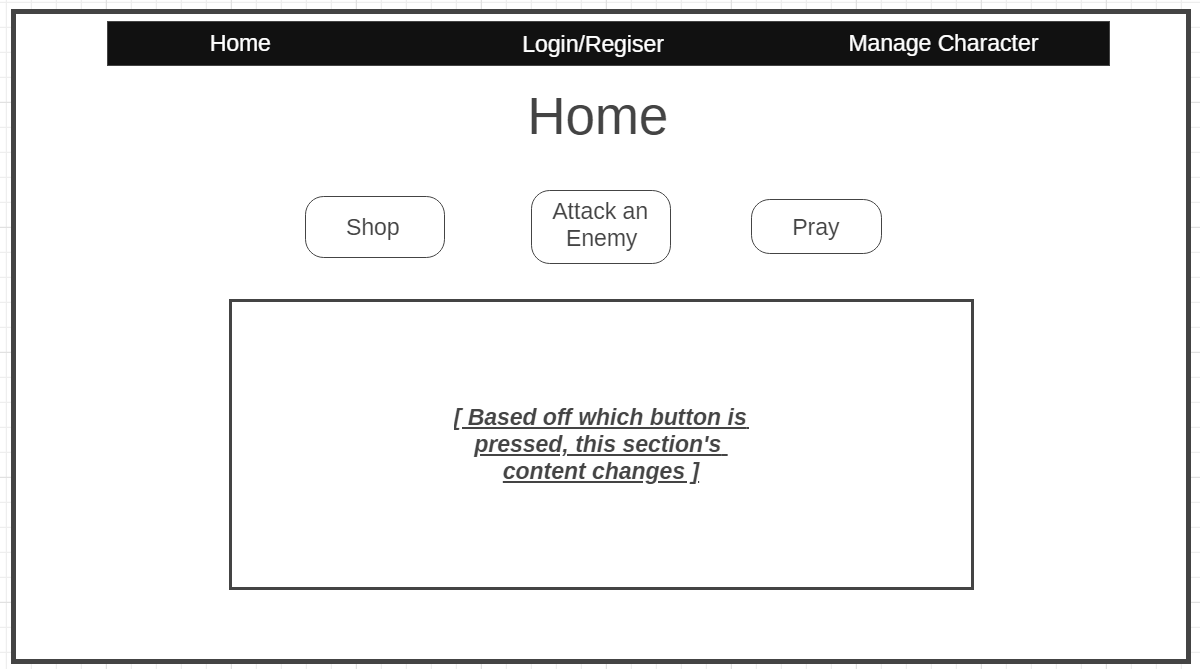 Home Login/Regiser Manage Character
Home
Shop
Attack an
Enemy
Pray
[ Based off which button is
pressed, this section's
content changes ]